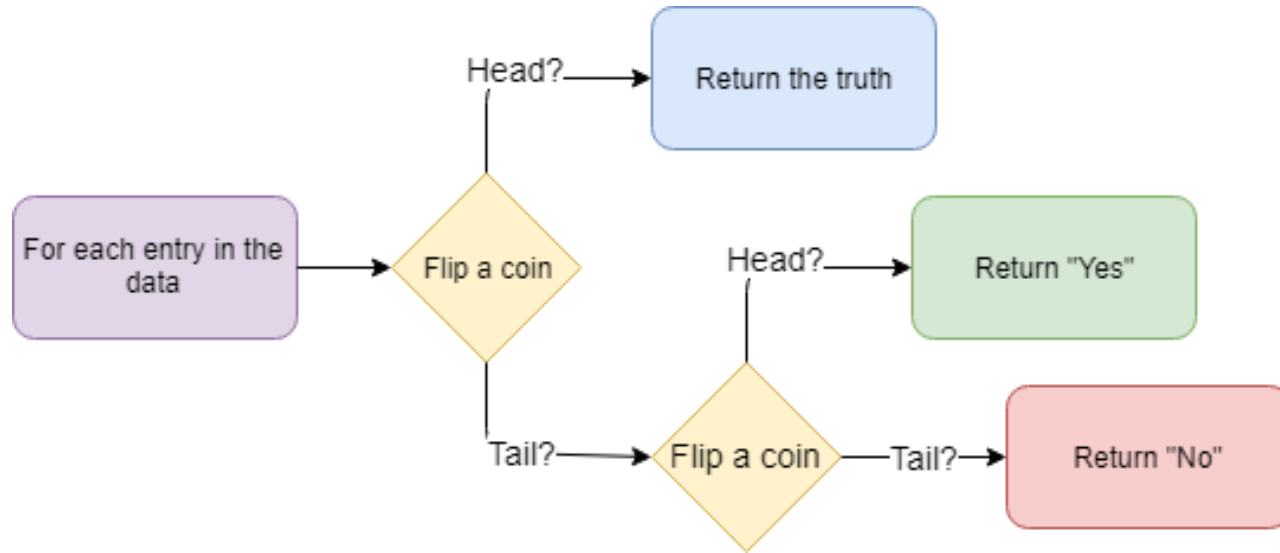 Head?
Return the truth
For each entry in the
data
Flip a coin
Head?
Return "Yes"
Tail?
Flip a coin
Tail?
Return "No"